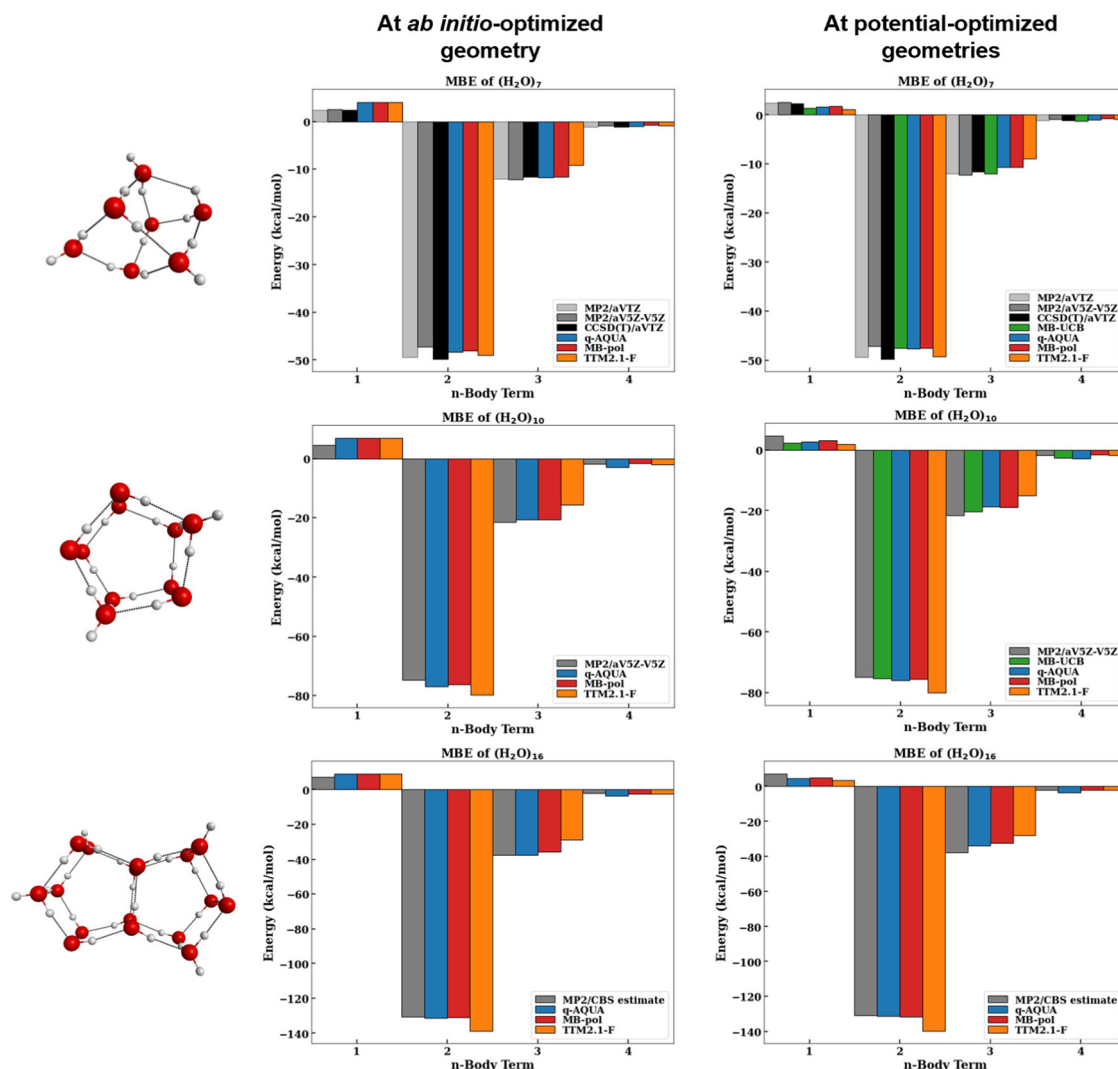 At ab initio-optimized
geometry
At potential-optimized
geometries
MBE of (H₂O)₇
0
−10
−20
−30
−40
−50
Energy (kcal/mol)
MP2/aVTZ
MP2/aV5Z-V5Z
CCSD(T)/aVTZ
q-AQUA
MB-pol
TTM2.1-F
1 2 3 4
n-Body Term
MBE of (H₂O)₇
0
−10
−20
−30
−40
−50
Energy (kcal/mol)
MP2/aVTZ
MP2/aV5Z-V5Z
CCSD(T)/aVTZ
MB-UCB
q-AQUA
MB-pol
TTM2.1-F
1 2 3 4
n-Body Term
MBE of (H₂O)₁₀
0
−20
−40
−60
−80
Energy (kcal/mol)
MP2/aV5Z-V5Z
q-AQUA
MB-pol
TTM2.1-F
1 2 3 4
n-Body Term
MBE of (H₂O)₁₀
0
−20
−40
−60
−80
Energy (kcal/mol)
MP2/aV5Z-V5Z
MB-UCB
q-AQUA
MB-pol
TTM2.1-F
1 2 3 4
n-Body Term
MBE of (H₂O)₁₆
0
−20
−40
−60
−80
−100
−120
−140
Energy (kcal/mol)
MP2/CBS estimate
q-AQUA
MB-pol
TTM2.1-F
1 2 3 4
n-Body Term
MBE of (H₂O)₁₆
0
−20
−40
−60
−80
−100
−120
−140
Energy (kcal/mol)
MP2/CBS estimate
q-AQUA
MB-pol
TTM2.1-F
1 2 3 4
n-Body Term